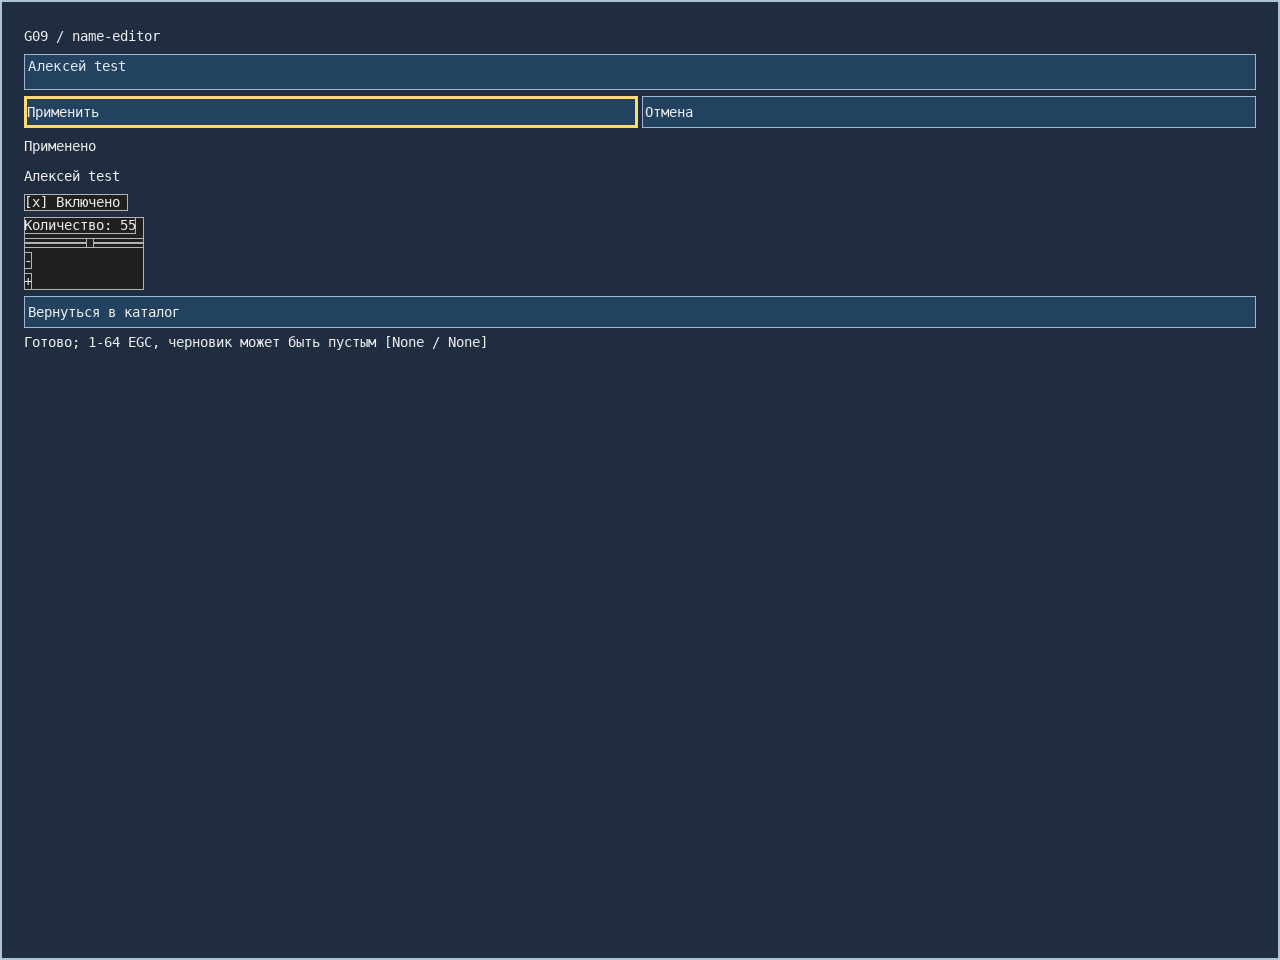 G09 / name-editor
Алексей test
Применить Отмена
Применено
Алексей test
[x] Включено
Количество: 55
-
+
Вернуться в каталог
Готово; 1-64 EGC, черновик может быть пустым [None / None]